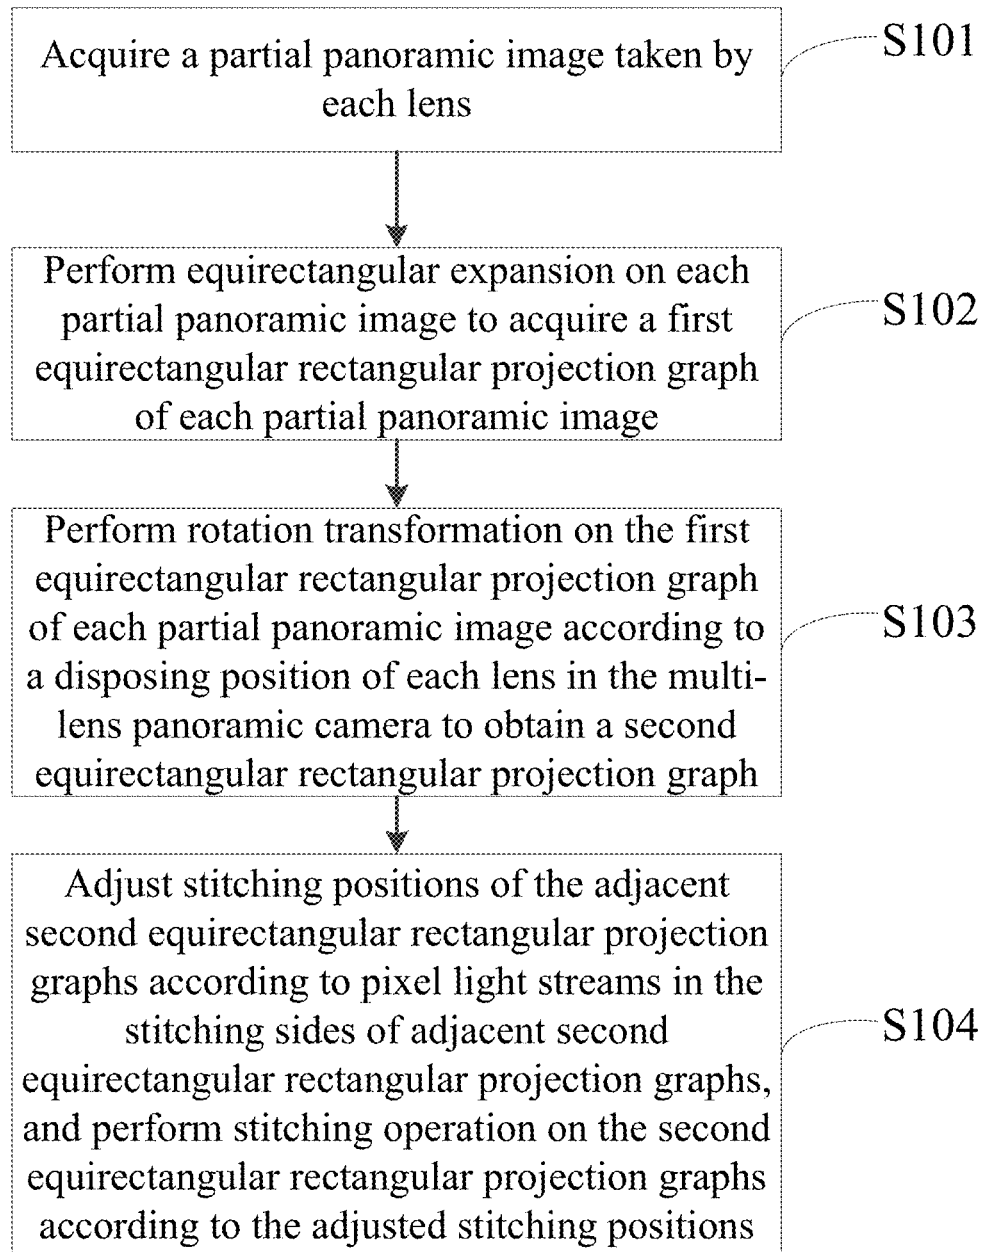 Acquire a partial panoramic image taken by
each lens
S101
Perform equirectangular expansion on each
partial panoramic image to acquire a first
equirectangular rectangular projection graph
of each partial panoramic image
S102
Perform rotation transformation on the first
equirectangular rectangular projection graph
of each partial panoramic image according to
a disposing position of each lens in the multi-
lens panoramic camera to obtain a second
equirectangular rectangular projection graph
S103
Adjust stitching positions of the adjacent
second equirectangular rectangular projection
graphs according to pixel light streams in the
stitching sides of adjacent second
equirectangular rectangular projection graphs,
and perform stitching operation on the second
equirectangular rectangular projection graphs
according to the adjusted stitching positions
S104